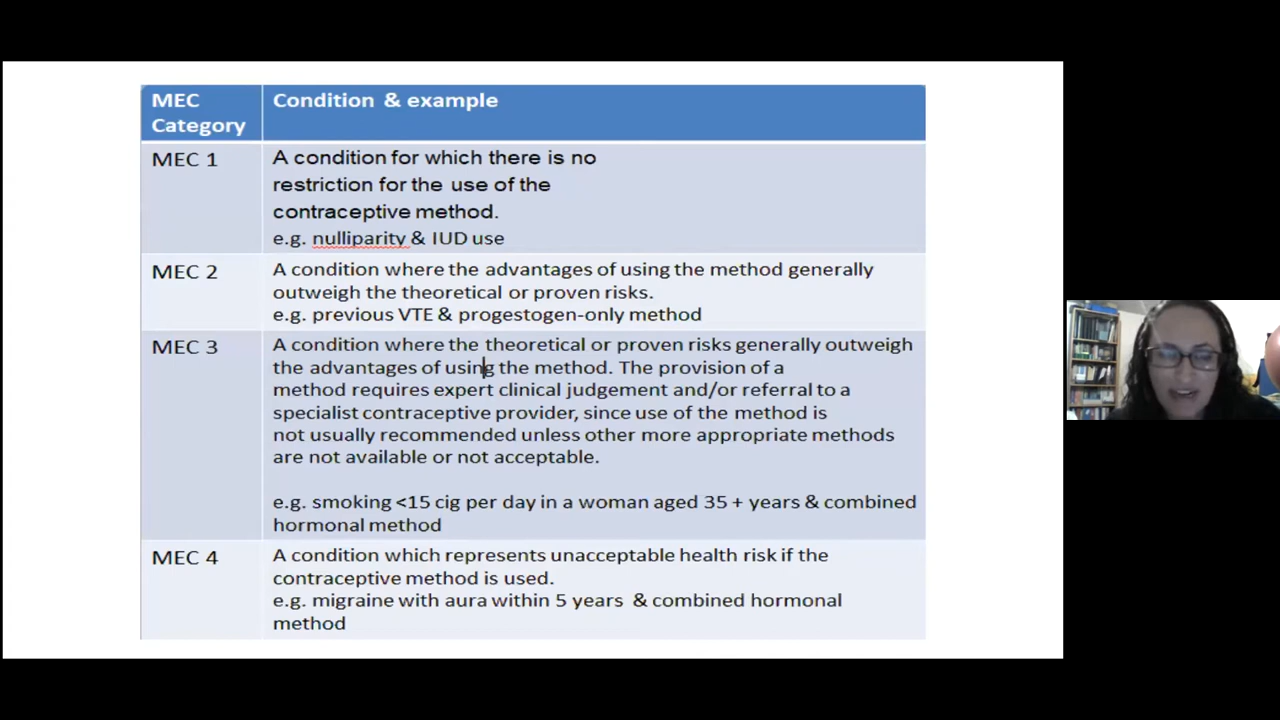 MEC
Category
Condition & example
MEC 1
A condition for which there is no
restriction for the use of the
contraceptive method.
e.g. nulliparity & IUD use
MEC 2
A condition where the advantages of using the method generally
outweigh the theoretical or proven risks.
e.g. previous VTE & progestogen-only method
MEC 3
A condition where the theoretical or proven risks generally outweigh
the advantages of using the method. The provision of a
method requires expert clinical judgement and/or referral to a
specialist contraceptive provider, since use of the method is
not usually recommended unless other more appropriate methods
are not available or not acceptable.
e.g. smoking <15 cig per day in a woman aged 35 + years & combined
hormonal method
MEC 4
A condition which represents unacceptable health risk if the
contraceptive method is used.
e.g. migraine with aura within 5 years & combined hormonal
method